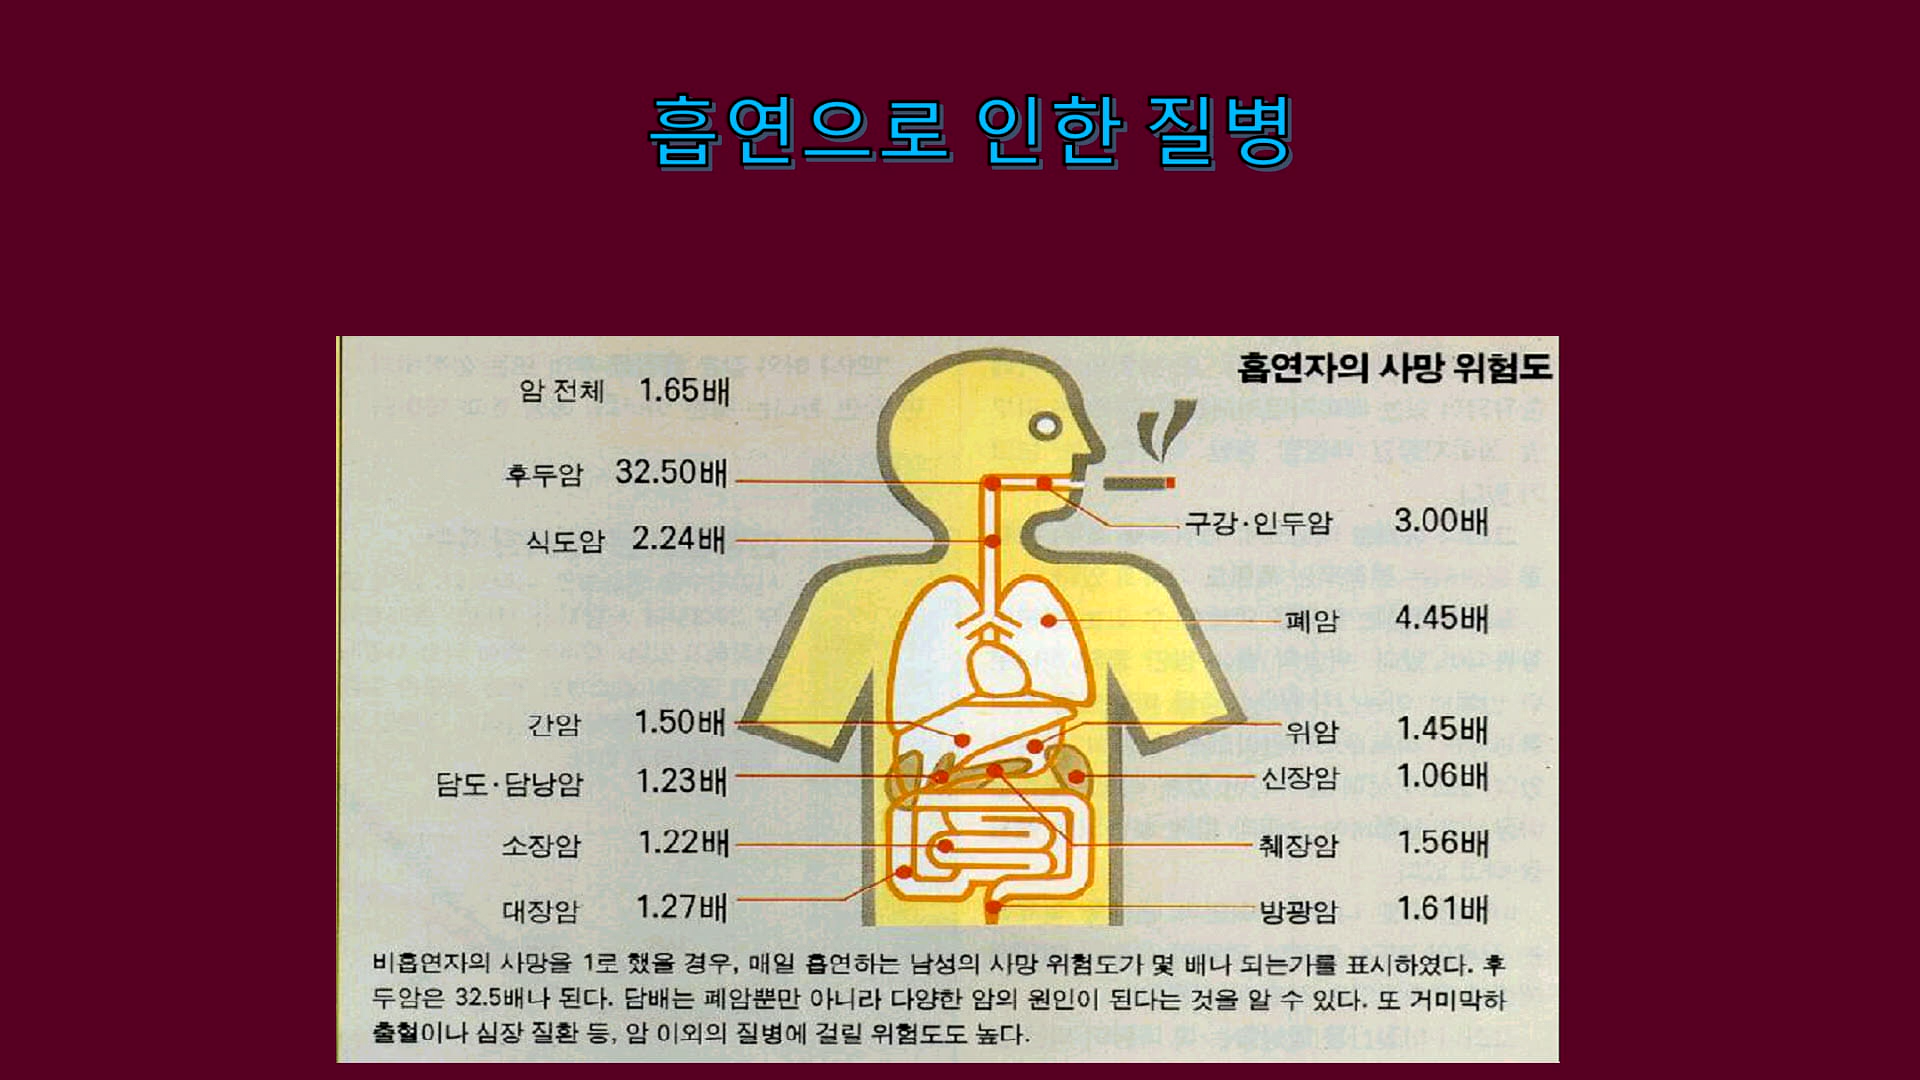 흡연으로 인한 질병
흡연자의 사망 위험도
암 전체 1.65배
후두암 32.50배
식도암 2.24배
간암 1.50배
담도·담낭암 1.23배
소장암 1.22배
대장암 1.27배
구강·인두암 3.00배
폐암 4.45배
위암 1.45배
신장암 1.06배
췌장암 1.56배
방광암 1.61배
비흡연자의 사망을 1로 했을 경우, 매일 흡연하는 남성의 사망 위험도가 몇 배나 되는가를 표시하였다. 후
두암은 32.5배나 된다. 담배는 폐암뿐만 아니라 다양한 암의 원인이 된다는 것을 알 수 있다. 또 거미막하
출혈이나 심장 질환 등, 암 이외의 질병에 걸릴 위험도도 높다.